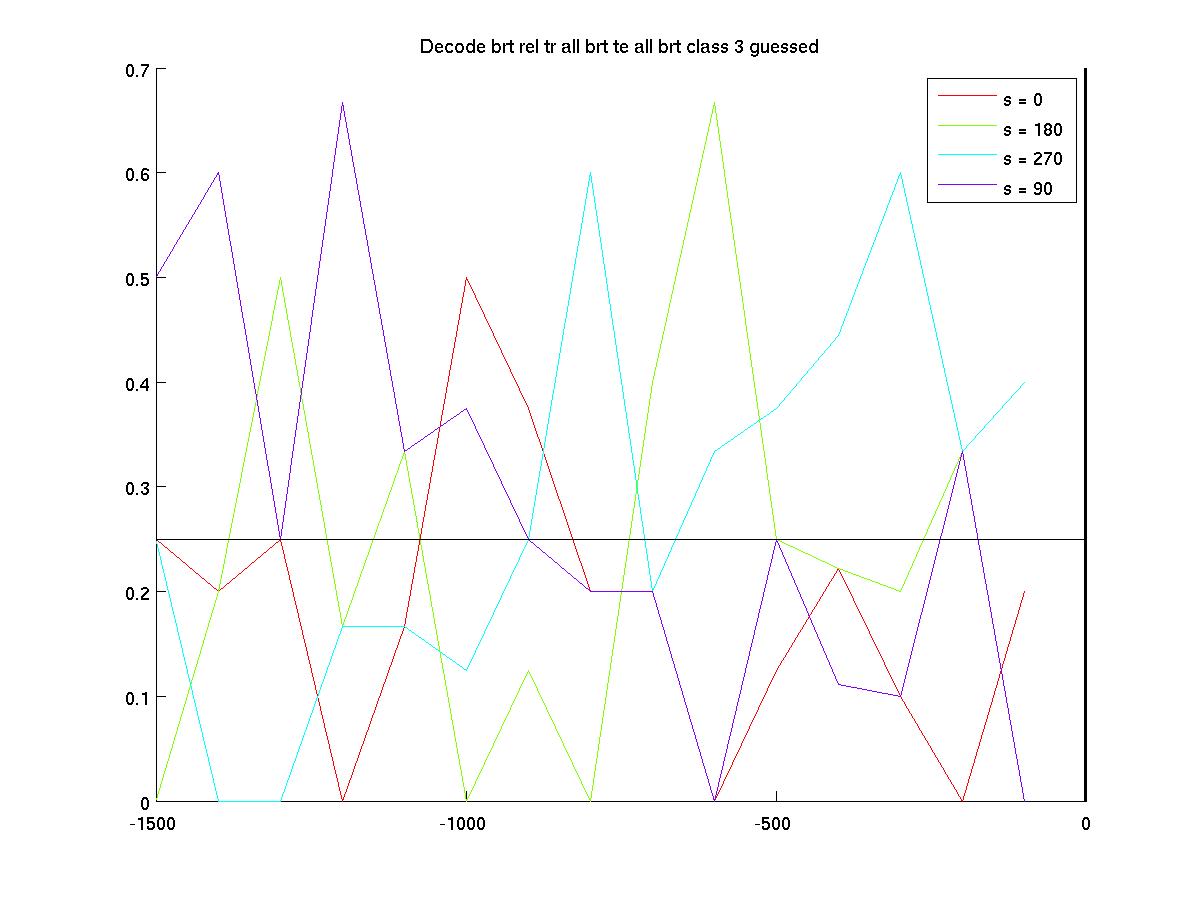 Decode brt rel tr all brt te all brt class 3 guessed
0.7
s = 0
s = 180
s = 270
s = 90
0.6
0.5
0.4
0.3
0.2
0.1
0
-1500
-1000
-500
0